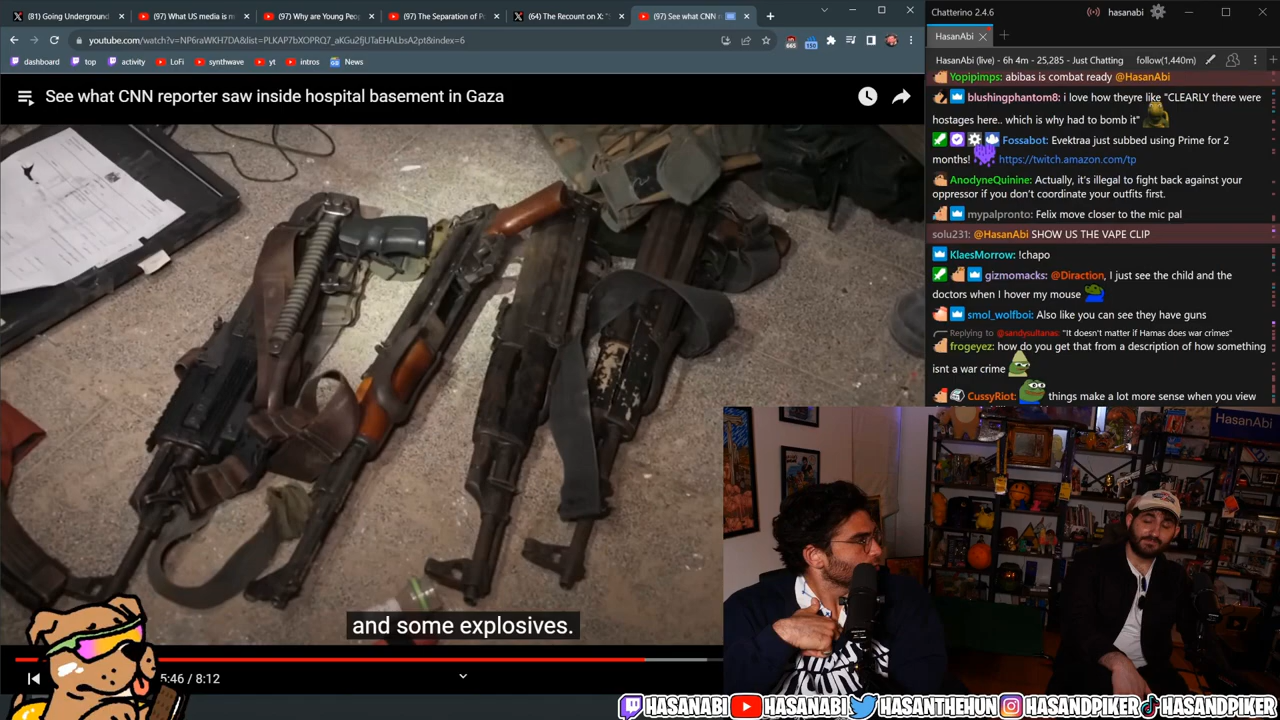 (81) Going Underground
(97) What US media is m
(97) Why are Young Peop
(97) The Separation of Po
(64) The Recount on X: "S
(97) See what CNN r
youtube.com/watch?v=NP6raWKH7DA&list=PLKAP7bXOPRQ7_aKGu2fJUTaEHALbsA2pt&index=6
665
150
dashboard
top
activity
LoFi
synthwave
yt
intros
News
See what CNN reporter saw inside hospital basement in Gaza
and some explosives.
5:46 / 8:12
Chatterino 2.4.6
hasanabi
HasanAbi
HasanAbi (live) - 6h 4m - 25,285 - Just Chatting
follow(1,440m)
Yopipimps: abibas is combat ready @HasanAbi
blushingphantom8: i love how theyre like "CLEARLY there were
hostages here.. which is why had to bomb it"
Fossabot: Evektraa just subbed using Prime for 2
months! https://twitch.amazon.com/tp
AnodyneQuinine: Actually, it's illegal to fight back against your
oppressor if you don't coordinate your outfits first.
mypalpronto: Felix move closer to the mic pal
solu231: @HasanAbi SHOW US THE VAPE CLIP
KlaesMorrow: !chapo
gizmomacks: @Diraction, I just see the child and the
doctors when I hover my mouse
smol_wolfboi: Also like you can see they have guns
Replying to @sandysultanas: "It doesn't matter if Hamas does war crimes"
frogeyez: how do you get that from a description of how something
isnt a war crime
CussyRiot: things make a lot more sense when you view
HasanAbi
HASANABI
HASANABI
HASANTHEHUN
HASANDPIKER
HASANDPIKER